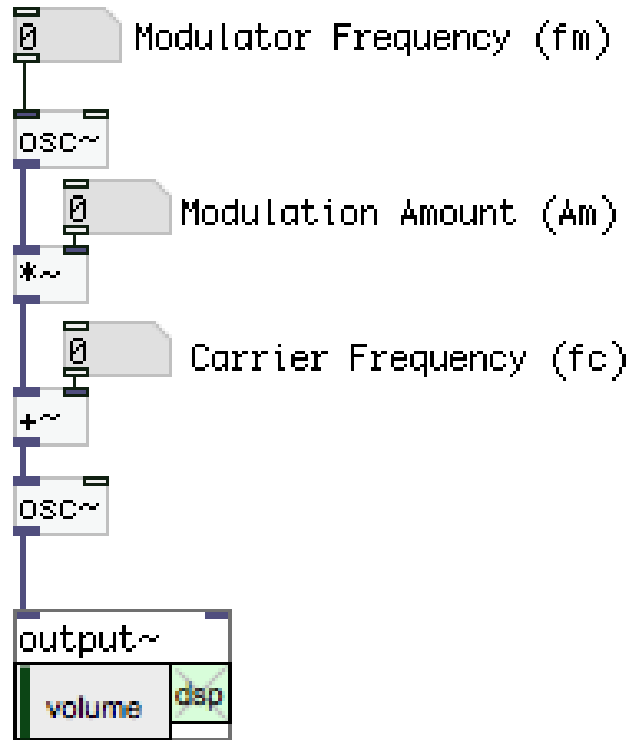 0 Modulator Frequency (fm)
osc~
0 Modulation Amount (Am)
*~
0 Carrier Frequency (fc)
+~
osc~
output~
volume dsp